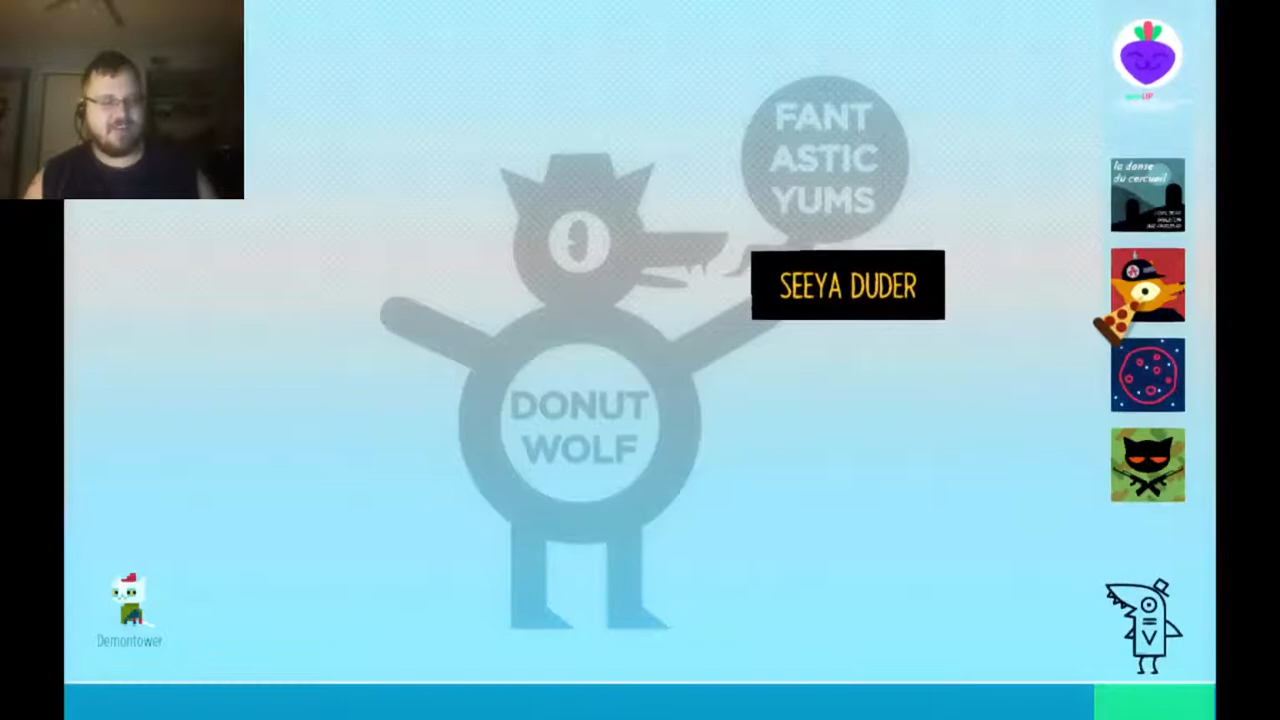 FANT
ASTIC
YUMS
SEEYA DUDER
DONUT
WOLF
la danse
du cercueil
Demontower